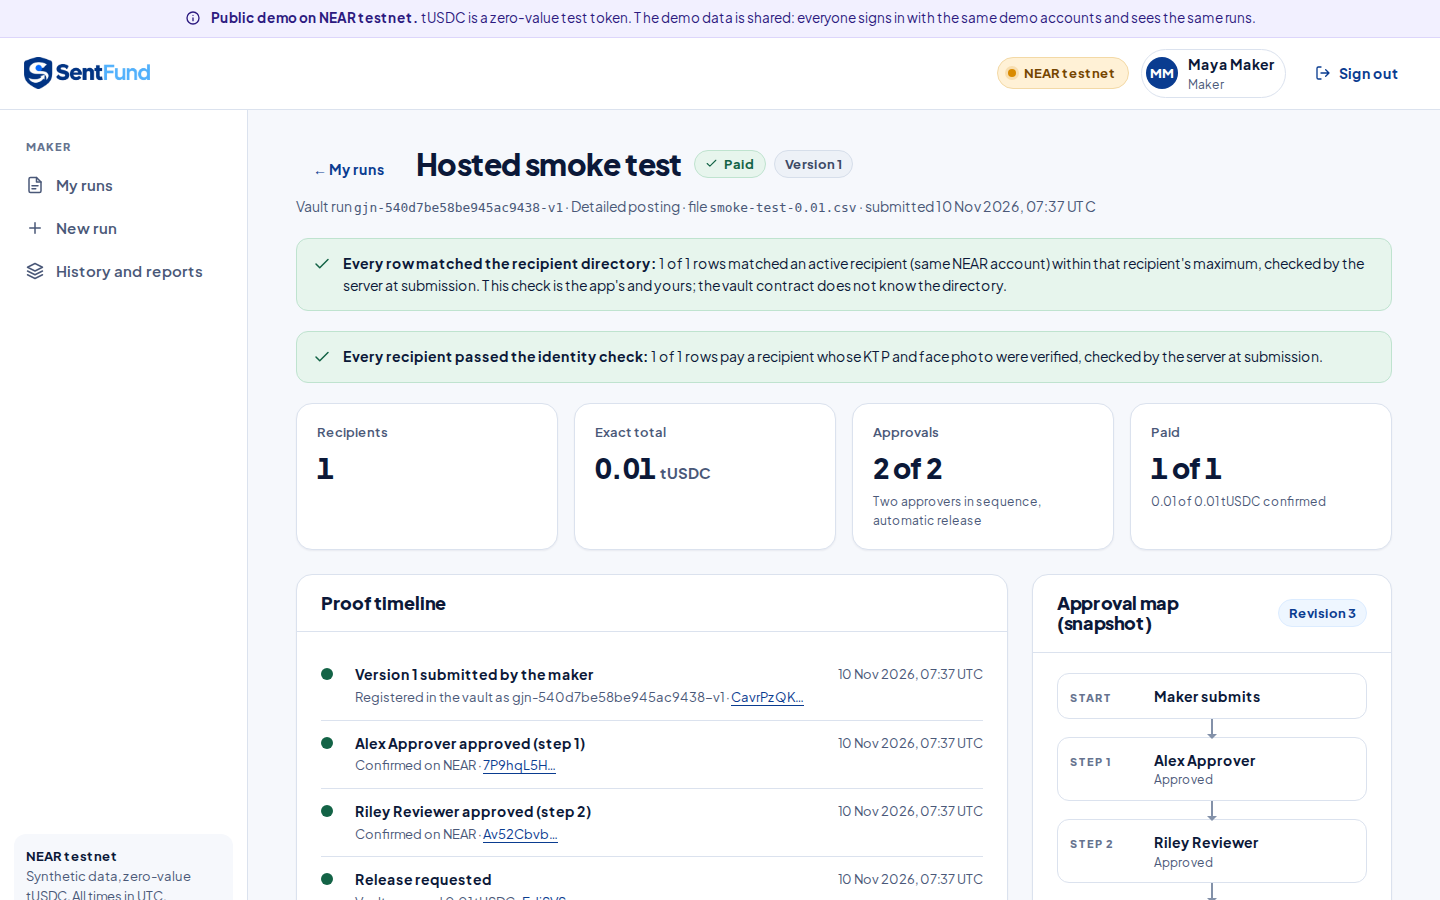 Public demo on NEAR testnet. tUSDC is a zero-value test token. The demo data is shared: everyone signs in with the same demo accounts and sees the same runs.
SentFund
NEAR testnet
MM
Maya Maker
Maker
Sign out
MAKER
My runs
New run
History and reports
NEAR testnet
Synthetic data, zero-value
tUSDC. All times in UTC.
← My runs
Hosted smoke test
Paid
Version 1
Vault run gjn-540d7be58be945ac9438-v1 · Detailed posting · file smoke-test-0.01.csv · submitted 10 Nov 2026, 07:37 UTC
Every row matched the recipient directory: 1 of 1 rows matched an active recipient (same NEAR account) within that recipient's maximum, checked by the
server at submission. This check is the app's and yours; the vault contract does not know the directory.
Every recipient passed the identity check: 1 of 1 rows pay a recipient whose KTP and face photo were verified, checked by the server at submission.
Recipients
1
Exact total
0.01 tUSDC
Approvals
2 of 2
Two approvers in sequence,
automatic release
Paid
1 of 1
0.01 of 0.01 tUSDC confirmed
Proof timeline
Version 1 submitted by the maker
10 Nov 2026, 07:37 UTC
Registered in the vault as gjn-540d7be58be945ac9438-v1 · CavrPzQK…
Alex Approver approved (step 1)
10 Nov 2026, 07:37 UTC
Confirmed on NEAR · 7P9hqL5H…
Riley Reviewer approved (step 2)
10 Nov 2026, 07:37 UTC
Confirmed on NEAR · Av52Cbvb…
Release requested
10 Nov 2026, 07:37 UTC
Approval map
(snapshot)
Revision 3
START
Maker submits
STEP 1
Alex Approver
Approved
STEP 2
Riley Reviewer
Approved